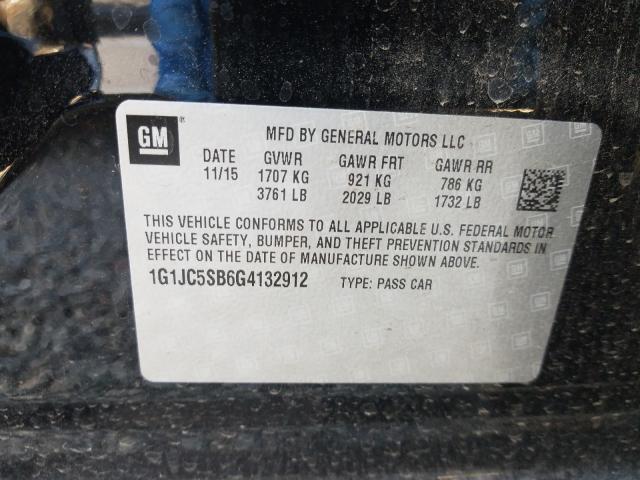 GM
MFD BY GENERAL MOTORS LLC
DATE GVWR GAWR FRT GAWR RR
11/15 1707 KG 921 KG 786 KG
3761 LB 2029 LB 1732 LB
THIS VEHICLE CONFORMS TO ALL APPLICABLE U.S. FEDERAL MOTOR
VEHICLE SAFETY, BUMPER, AND THEFT PREVENTION STANDARDS IN
EFFECT ON THE DATE OF MANUFACTURE SHOWN ABOVE.
1G1JC5SB6G4132912 TYPE: PASS CAR